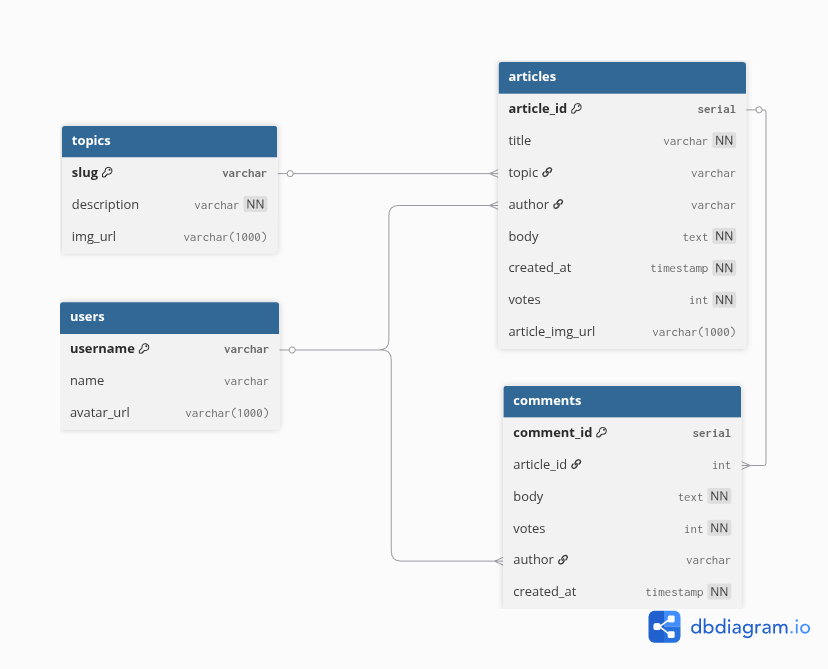 topics
slug varchar
description varchar NN
img_url varchar(1000)
users
username varchar
name varchar
avatar_url varchar(1000)
articles
article_id serial
title varchar NN
topic varchar
author varchar
body text NN
created_at timestamp NN
votes int NN
article_img_url varchar(1000)
comments
comment_id serial
article_id int
body text NN
votes int NN
author varchar
created_at timestamp NN
dbdiagram.io